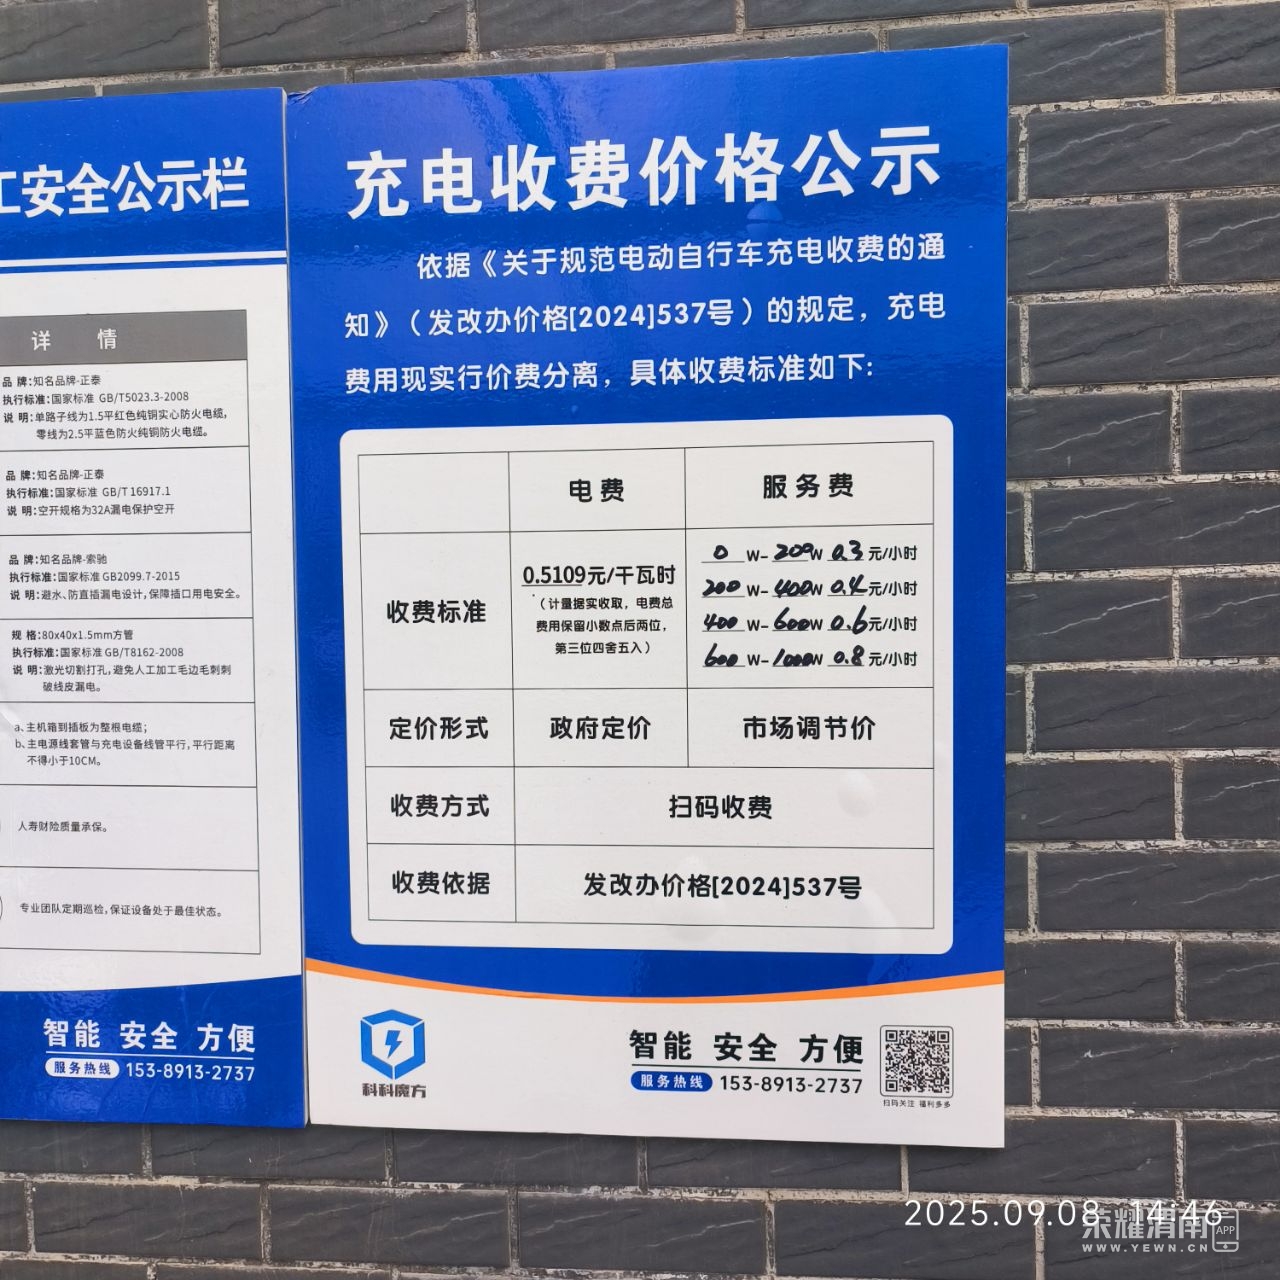 工安全公示栏
详 情
品 牌:知名品牌-正泰
执行标准:国家标准 GB/T5023.3-2008
说 明:单路子线为1.5平红色纯铜实心防火电缆,
零线为2.5平蓝色防火纯铜防火电缆。
品 牌:知名品牌-正泰
执行标准:国家标准 GB/T 16917.1
说 明:空开规格为32A漏电保护空开
品 牌:知名品牌-索驰
执行标准:国家标准 GB2099.7-2015
说 明:避水、防直插漏电设计,保障插口用电安全。
规 格:80x40x1.5mm方管
执行标准:国家标准 GB/T8162-2008
说 明:激光切割打孔,避免人工加工毛边毛刺刺
破线皮漏电。
a、主机箱到插板为整根电缆;
b、主电源线套管与充电设备线管平行,平行距离
不得小于10CM。
人寿财险质量承保。
专业团队定期巡检,保证设备处于最佳状态。
智能 安全 方便
服务热线 153-8913-2737
充电收费价格公示
依据《关于规范电动自行车充电收费的通
知》(发改办价格[2024]537号)的规定,充电
费用现实行价费分离,具体收费标准如下:
电费 服务费
收费标准
0.5109元/千瓦时
(计量据实收取,电费总
费用保留小数点后两位,
第三位四舍五入)
0 W- 200W 0.3 元/小时
200 W- 400W 0.4 元/小时
400 W- 600W 0.6 元/小时
600 W- 1000W 0.8 元/小时
定价形式 政府定价 市场调节价
收费方式 扫码收费
收费依据 发改办价格[2024]537号
科科魔方
智能 安全 方便
服务热线 153-8913-2737
扫码关注 福利多多
2025.09.08 14:46
荣耀渭南 APP
WWW.YEWN.CN